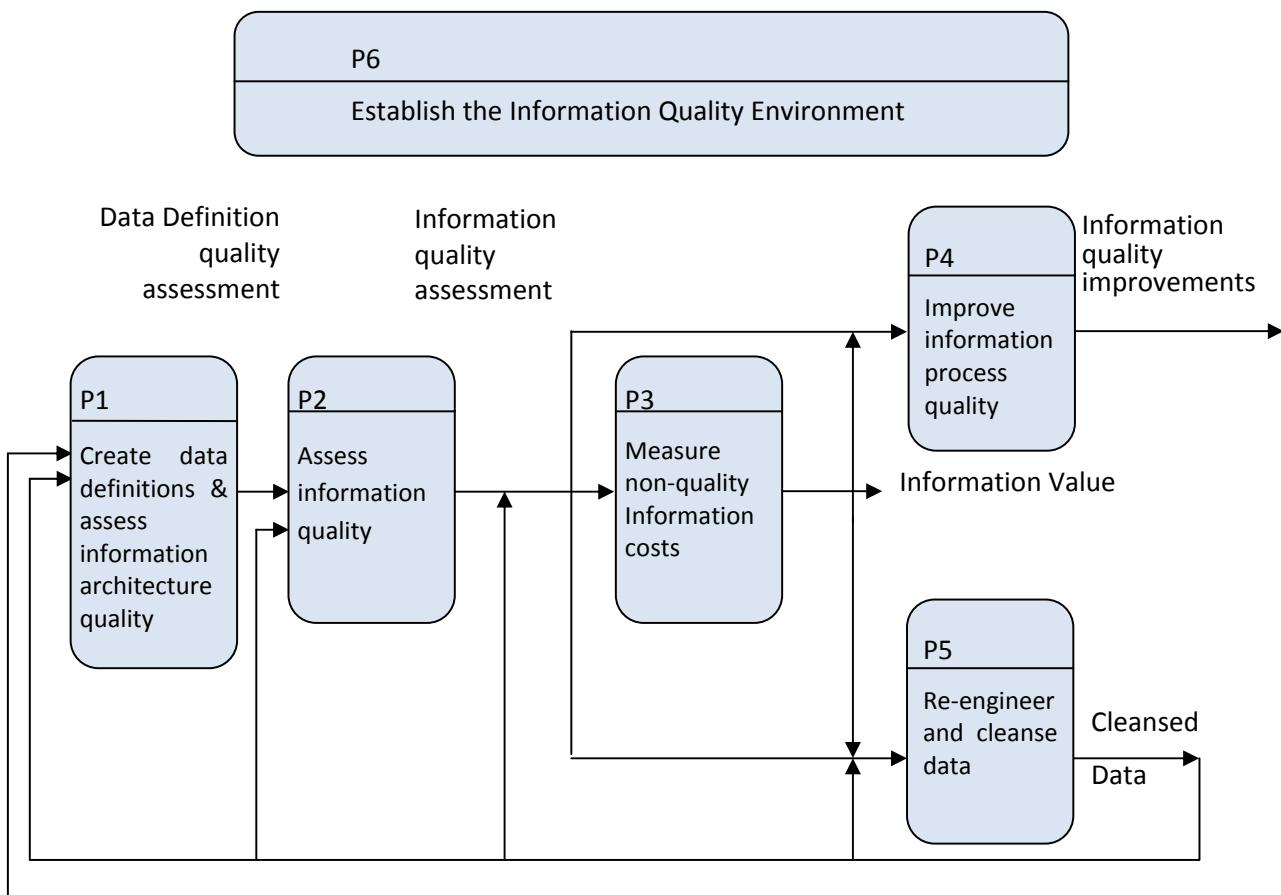 P6
Establish the Information Quality Environment
Data Definition
quality
assessment
Information
quality
assessment
P1
Create data
definitions &
assess
information
architecture
quality
P2
Assess
information
quality
P3
Measure
non-quality
Information
costs
P4
Improve
information
process
quality
Information
quality
improvements
Information Value
P5
Re-engineer
and cleanse
data
Cleansed
Data